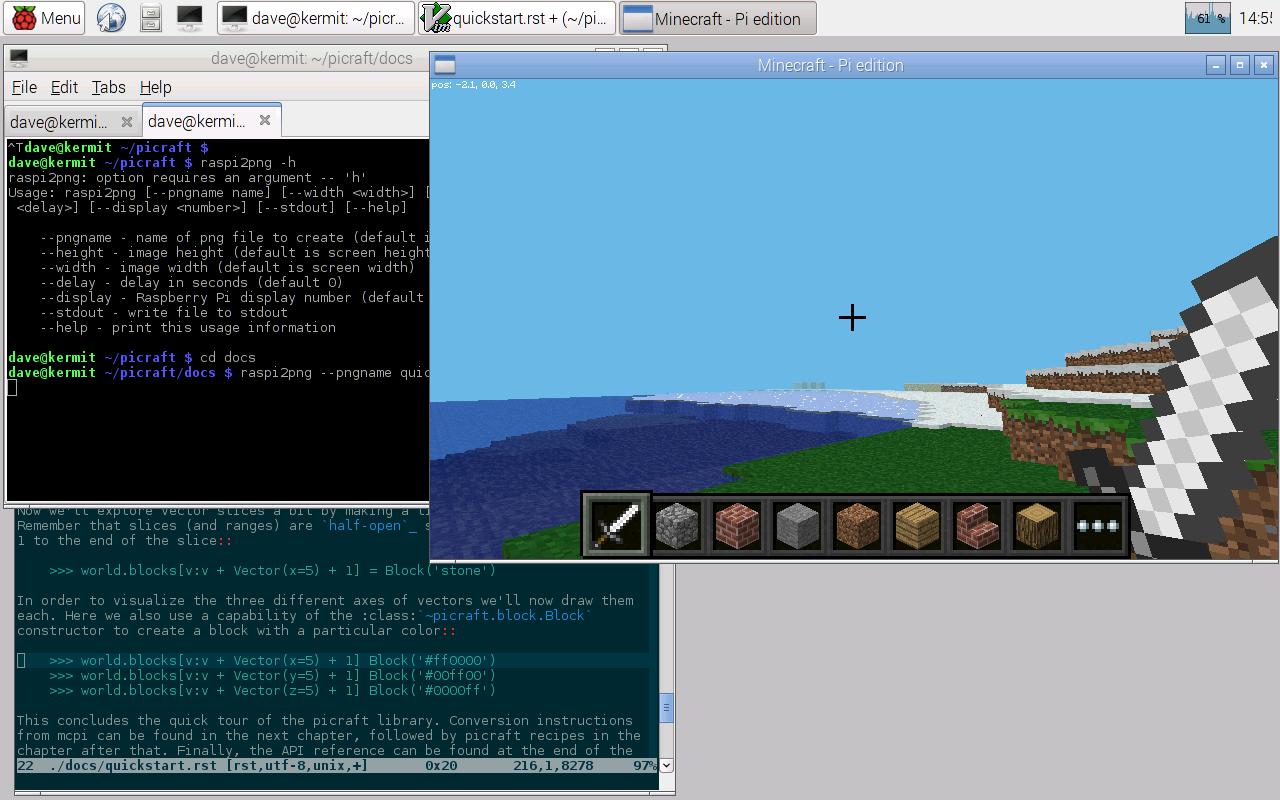 Menu
dave@kermit: ~/picr...
quickstart.rst + (~/pi...
Minecraft - Pi edition
61 %
14:55
dave@kermit: ~/picraft/docs
File Edit Tabs Help
dave@kermi...
dave@kermi...
^Tdave@kermit ~/picraft $
dave@kermit ~/picraft $ raspi2png -h
raspi2png: option requires an argument -- 'h'
Usage: raspi2png [--pngname name] [--width <width>] [
<delay>] [--display <number>] [--stdout] [--help]
--pngname - name of png file to create (default i
--height - image height (default is screen height
--width - image width (default is screen width)
--delay - delay in seconds (default 0)
--display - Raspberry Pi display number (default
--stdout - write file to stdout
--help - print this usage information
dave@kermit ~/picraft $ cd docs
dave@kermit ~/picraft/docs $ raspi2png --pngname quic
Minecraft - Pi edition
pos: -2.1, 0.0, 3.4
Now we'll explore vector slices a bit by making a
Remember that slices (and ranges) are `half-open`_ s
1 to the end of the slice::
>>> world.blocks[v:v + Vector(x=5) + 1] = Block('stone')
In order to visualize the three different axes of vectors we'll now draw them
each. Here we also use a capability of the :class:`~picraft.block.Block`
constructor to create a block with a particular color::
>>> world.blocks[v:v + Vector(x=5) + 1] Block('#ff0000')
>>> world.blocks[v:v + Vector(y=5) + 1] Block('#00ff00')
>>> world.blocks[v:v + Vector(z=5) + 1] Block('#0000ff')
This concludes the quick tour of the picraft library. Conversion instructions
from mcpi can be found in the next chapter, followed by picraft recipes in the
chapter after that. Finally, the API reference can be found at the end of the
22 ./docs/quickstart.rst [rst,utf-8,unix,+] 0x20 216,1,8278 97%